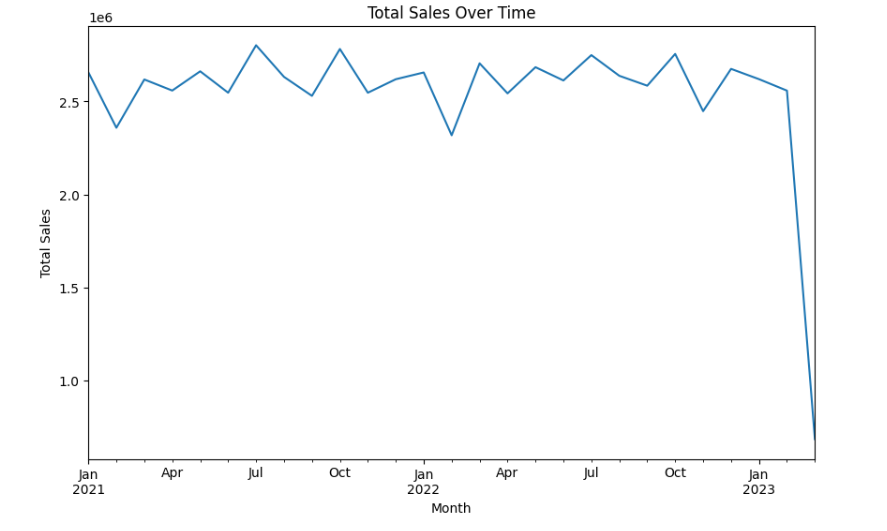 Total Sales Over Time
1e6
2.5
2.0
1.5
1.0
Total Sales
Jan Apr Jul Oct Jan Apr Jul Oct Jan
2021 2022 2023
Month